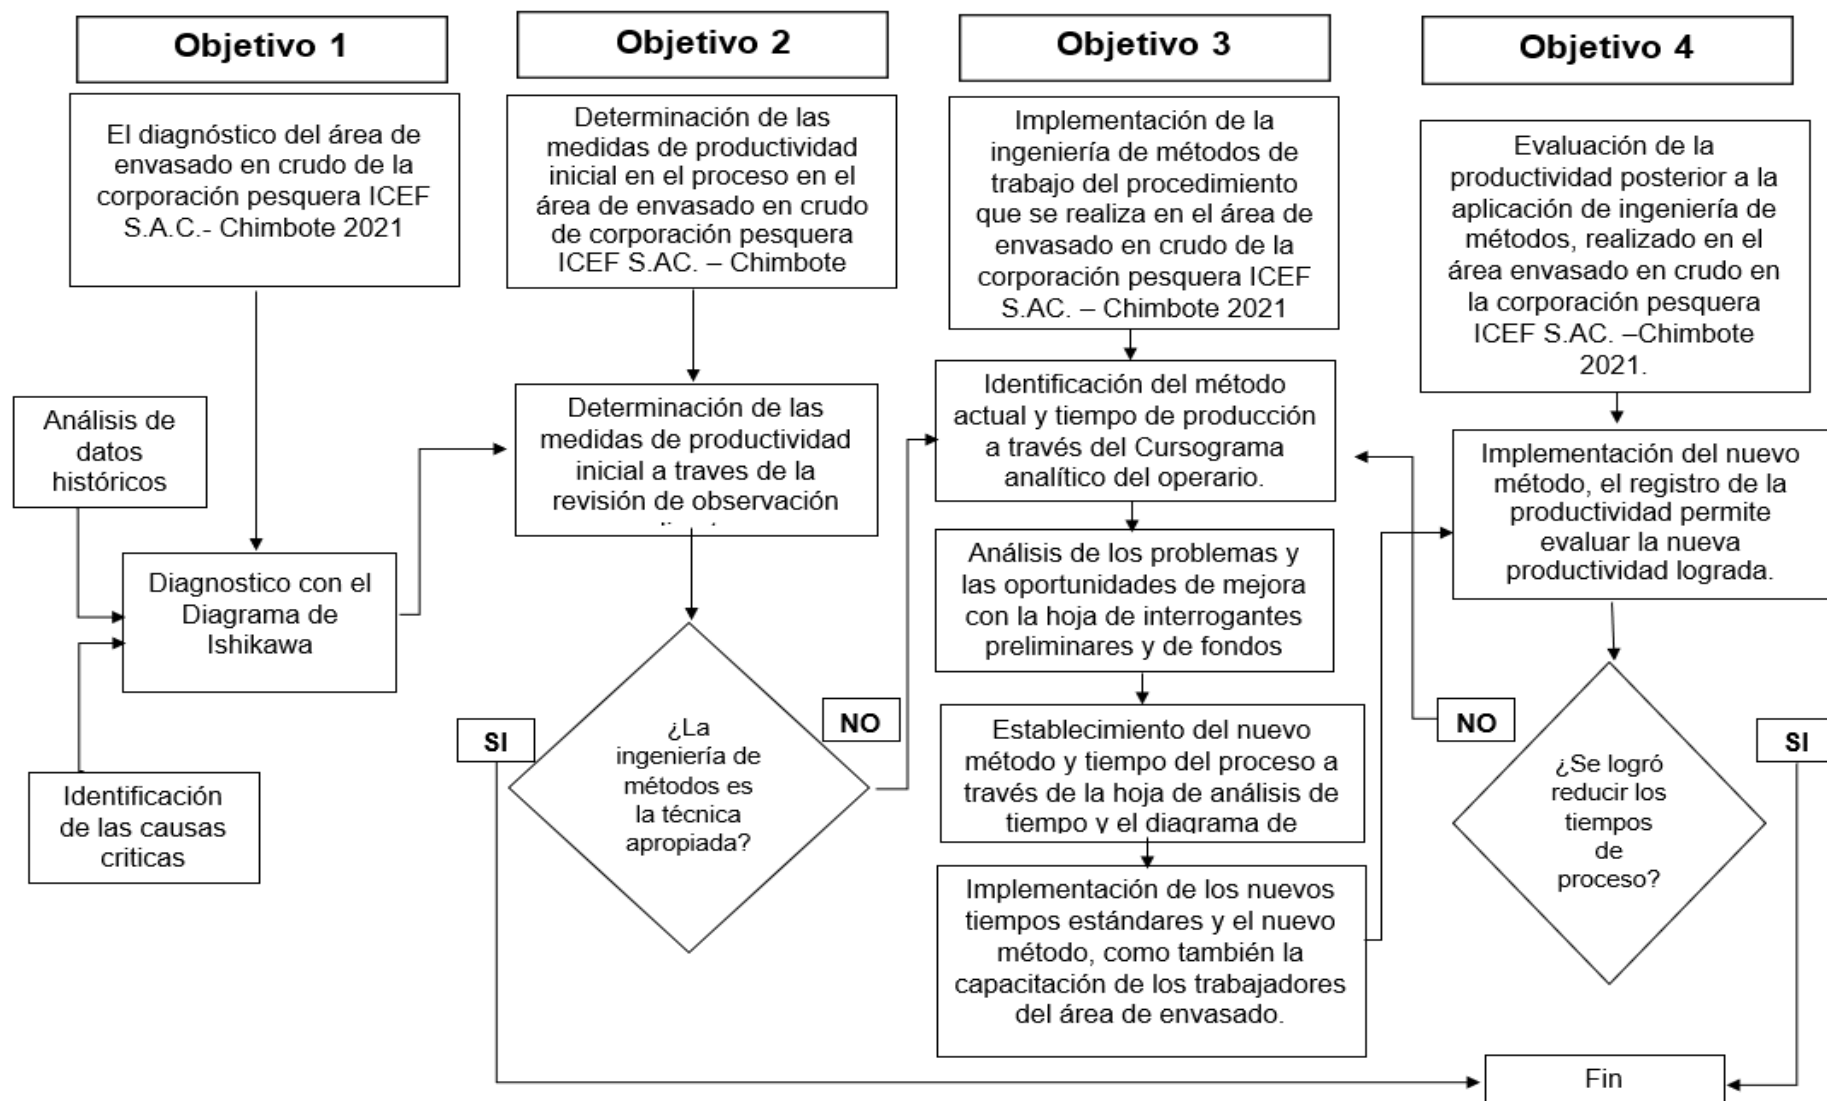 Objetivo 1
El diagnóstico del área de
envasado en crudo de la
corporación pesquera ICEF
S.A.C.- Chimbote 2021
Análisis de
datos
históricos
Diagnostico con el
Diagrama de
Ishikawa
Identificación
de las causas
criticas
Objetivo 2
Determinación de las
medidas de productividad
inicial en el proceso en el
área de envasado en crudo
de corporación pesquera
ICEF S.AC. – Chimbote
Determinación de las
medidas de productividad
inicial a traves de la
revisión de observación
SI
NO
¿La
ingeniería de
métodos es
la técnica
apropiada?
Objetivo 3
Implementación de la
ingeniería de métodos de
trabajo del procedimiento
que se realiza en el área de
envasado en crudo de la
corporación pesquera ICEF
S.AC. – Chimbote 2021
Identificación del método
actual y tiempo de producción
a través del Cursograma
analítico del operario.
Análisis de los problemas y
las oportunidades de mejora
con la hoja de interrogantes
preliminares y de fondos
Establecimiento del nuevo
método y tiempo del proceso a
través de la hoja de análisis de
tiempo y el diagrama de
Implementación de los nuevos
tiempos estándares y el nuevo
método, como también la
capacitación de los trabajadores
del área de envasado.
Objetivo 4
Evaluación de la
productividad posterior a la
aplicación de ingeniería de
métodos, realizado en el
área envasado en crudo en
la corporación pesquera
ICEF S.AC. –Chimbote
2021.
Implementación del nuevo
método, el registro de la
productividad permite
evaluar la nueva
productividad lograda.
NO
SI
¿Se logró
reducir los
tiempos
de
proceso?
Fin